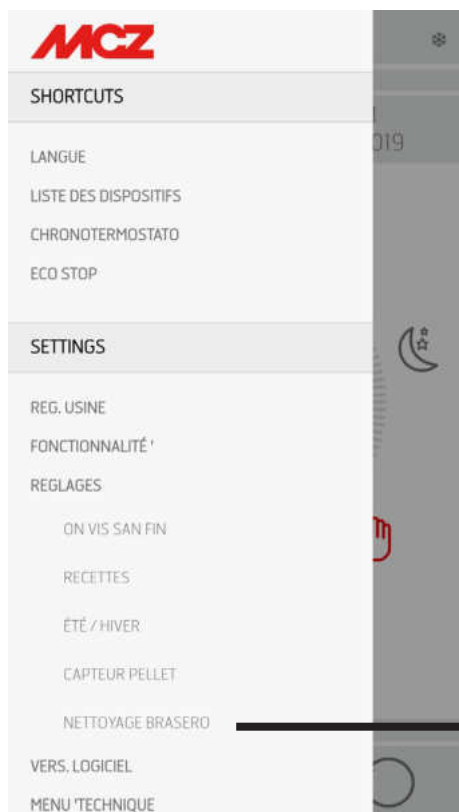 MCZ
SHORTCUTS
019
LANGUE
LISTE DES DISPOSITIFS
CHRONOTERMOSTATO
ECO STOP
SETTINGS
REG. USINE
FONCTIONNALITÉ '
REGLAGES
ON VIS SAN FIN
RECETTES
ÉTÉ / HIVER
CAPTEUR PELLET
NETTOYAGE BRASERO
VERS. LOGICIEL
MENU 'TECHNIQUE